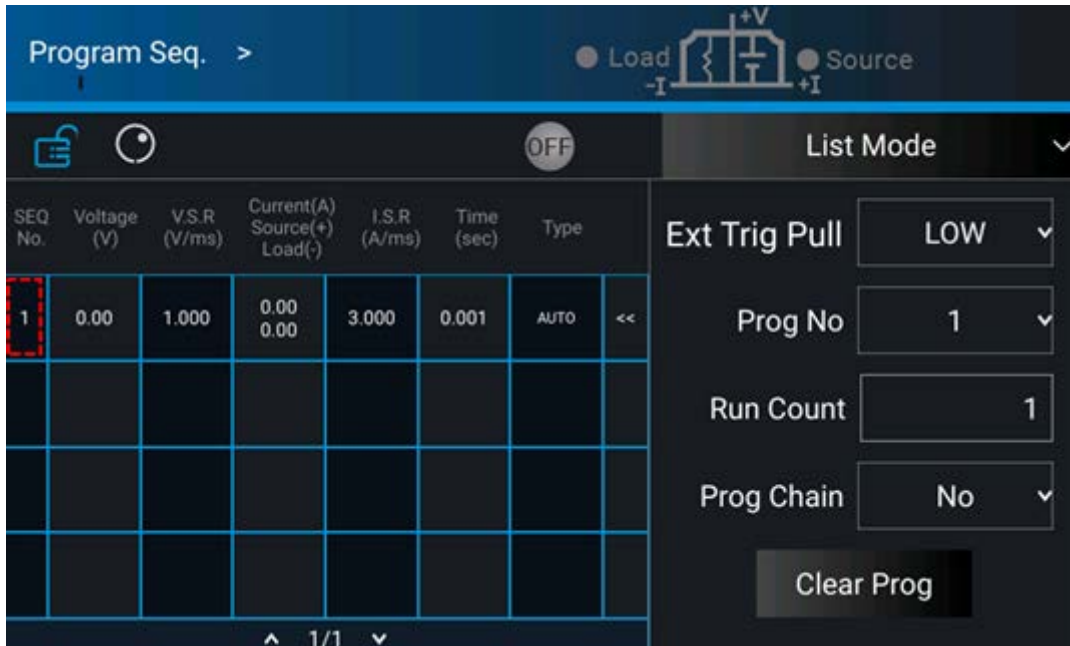 Program Seq. >
+V
Load
Source
-I
+I
OFF
List Mode
SEQ No.
Voltage (V)
V.S.R (V/ms)
Current(A) Source(+) Load(-)
I.S.R (A/ms)
Time (sec)
Type
1
0.00
1.000
0.00
0.00
3.000
0.001
AUTO
<<
Ext Trig Pull
LOW
Prog No
1
Run Count
1
Prog Chain
No
Clear Prog
1/1